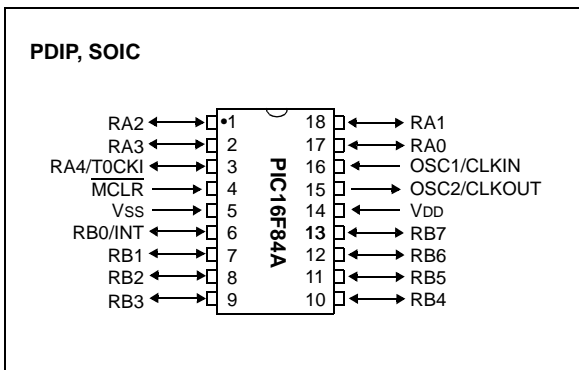 PDIP, SOIC
RA2 •1 18 RA1
RA3 2 17 RA0
RA4/T0CKI 3 16 OSC1/CLKIN
MCLR 4 15 OSC2/CLKOUT
VSS 5 14 VDD
RB0/INT 6 13 RB7
RB1 7 12 RB6
RB2 8 11 RB5
RB3 9 10 RB4
PIC16F84A